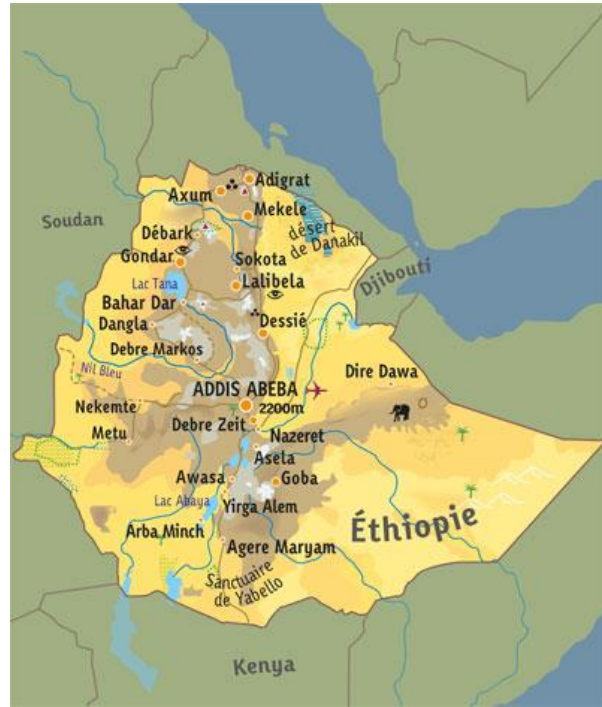 Adigrat
Axum
Mekele
Soudan
Débark
désert
de Danakil
Gondar
Sokota
Djibouti
Lac Tana
Lalibela
Bahar Dar
Dangla
Dessié
Debre Markos
Nil Bleu
Dire Dawa
ADDIS ABEBA
2200m
Nekemte
Debre Zeit
Metu
Nazeret
Aseta
Awasa
Goba
Lac Abaya
Yirga Alem
Éthiopie
Arba Minch
Agere Maryam
Sanctuaire
de Yabello
Kenya